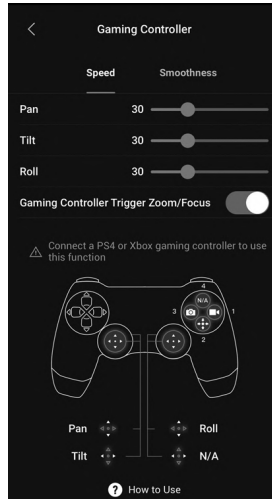 Gaming Controller
Speed Smoothness
Pan 30
Tilt 30
Roll 30
Gaming Controller Trigger Zoom/Focus
Connect a PS4 or Xbox gaming controller to use
this function
4
N/A
3 1
2
Pan Roll
Tilt N/A
? How to Use